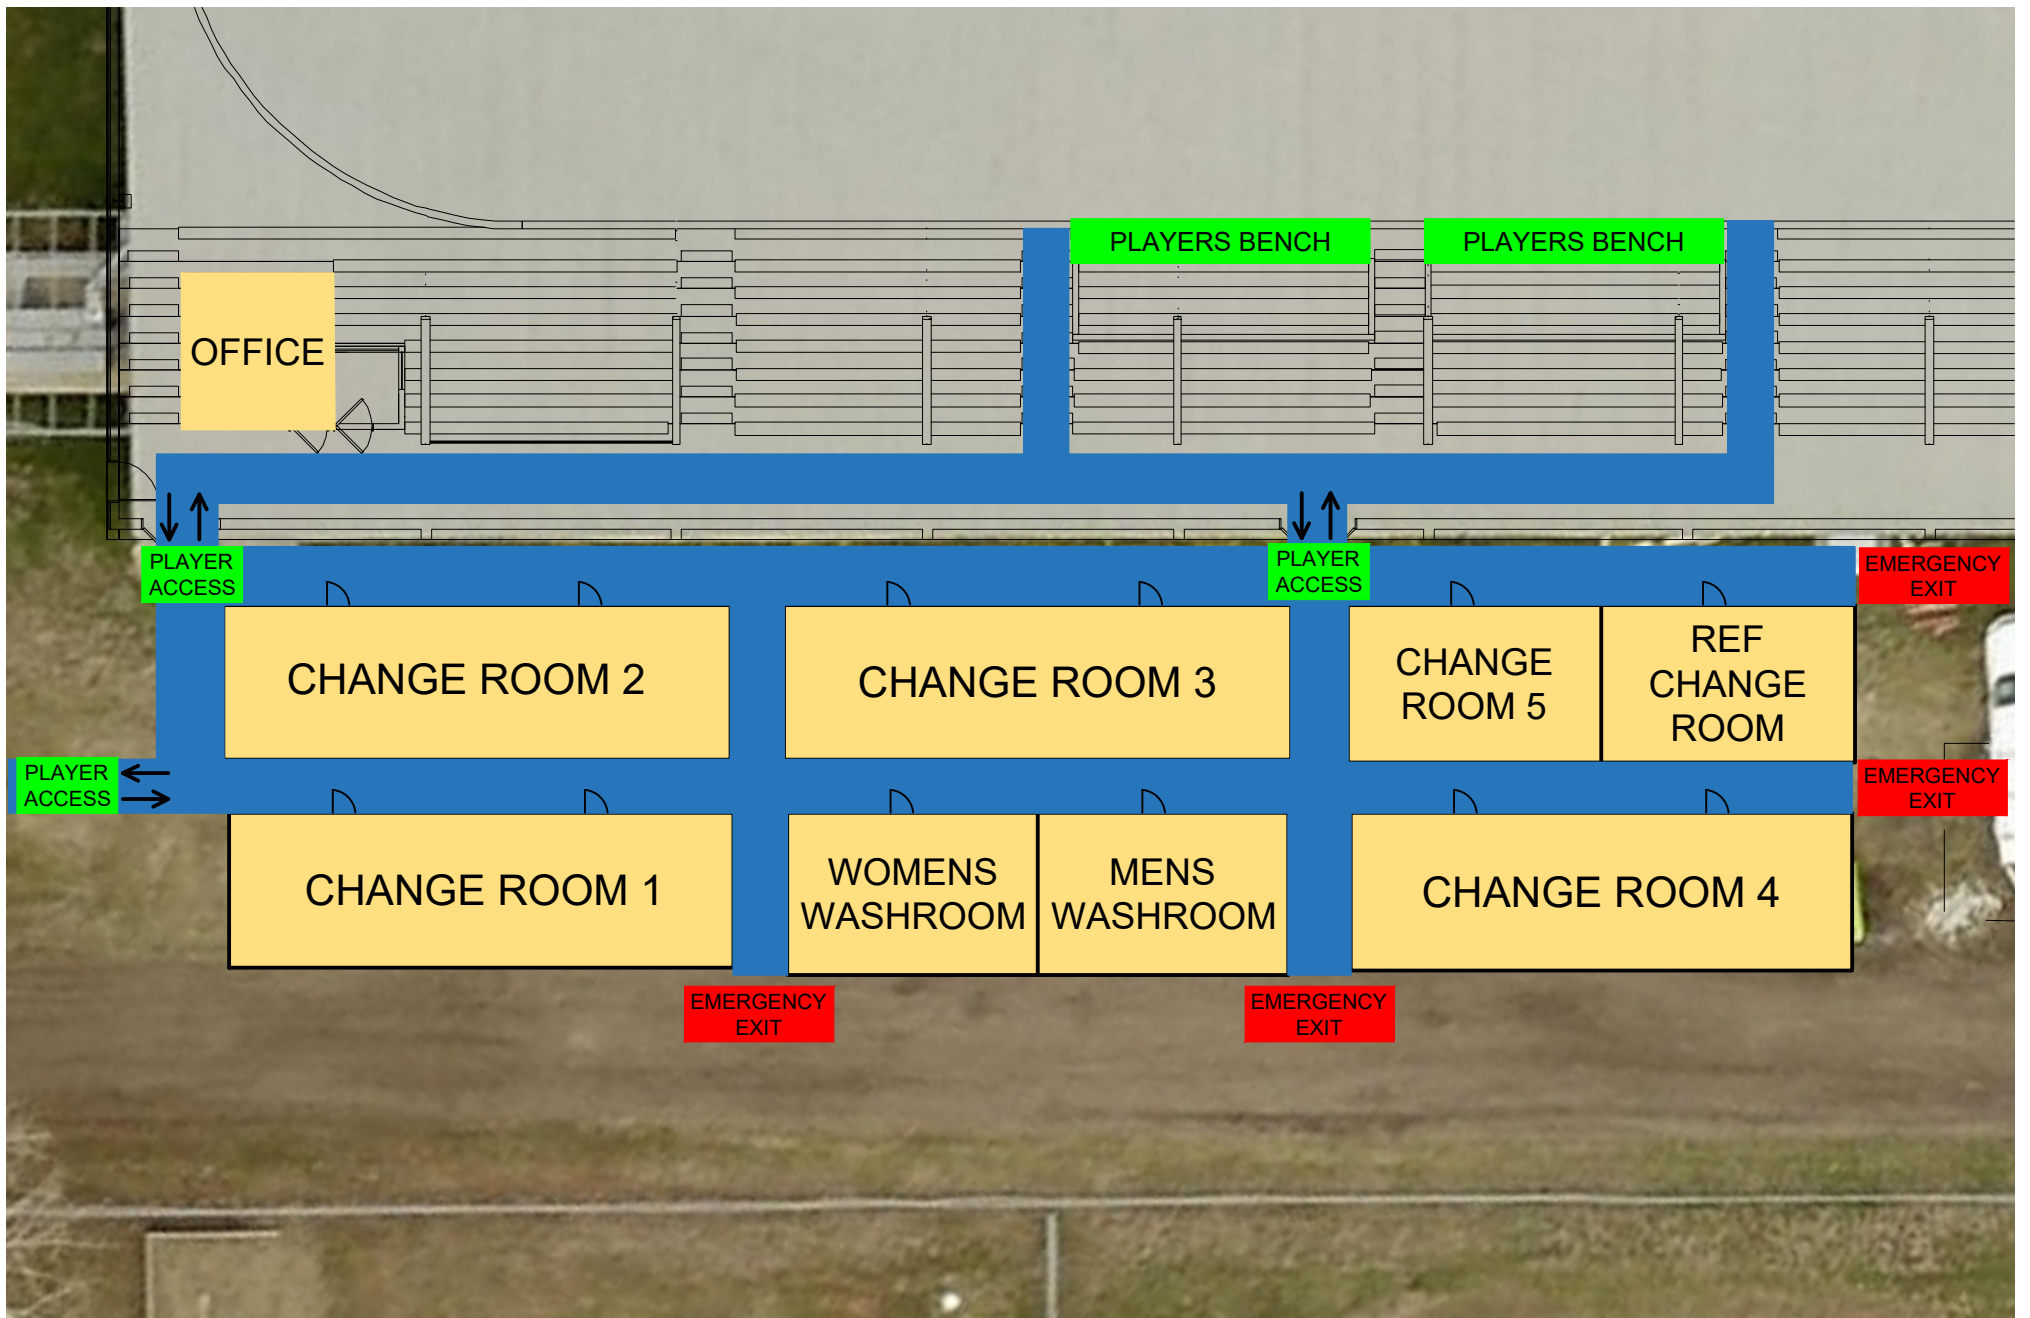 PLAYERS BENCH
PLAYERS BENCH
OFFICE
PLAYER
ACCESS
PLAYER
ACCESS
EMERGENCY
EXIT
CHANGE ROOM 2
CHANGE ROOM 3
CHANGE
ROOM 5
REF
CHANGE
ROOM
PLAYER
ACCESS
EMERGENCY
EXIT
CHANGE ROOM 1
WOMENS
WASHROOM
MENS
WASHROOM
CHANGE ROOM 4
EMERGENCY
EXIT
EMERGENCY
EXIT